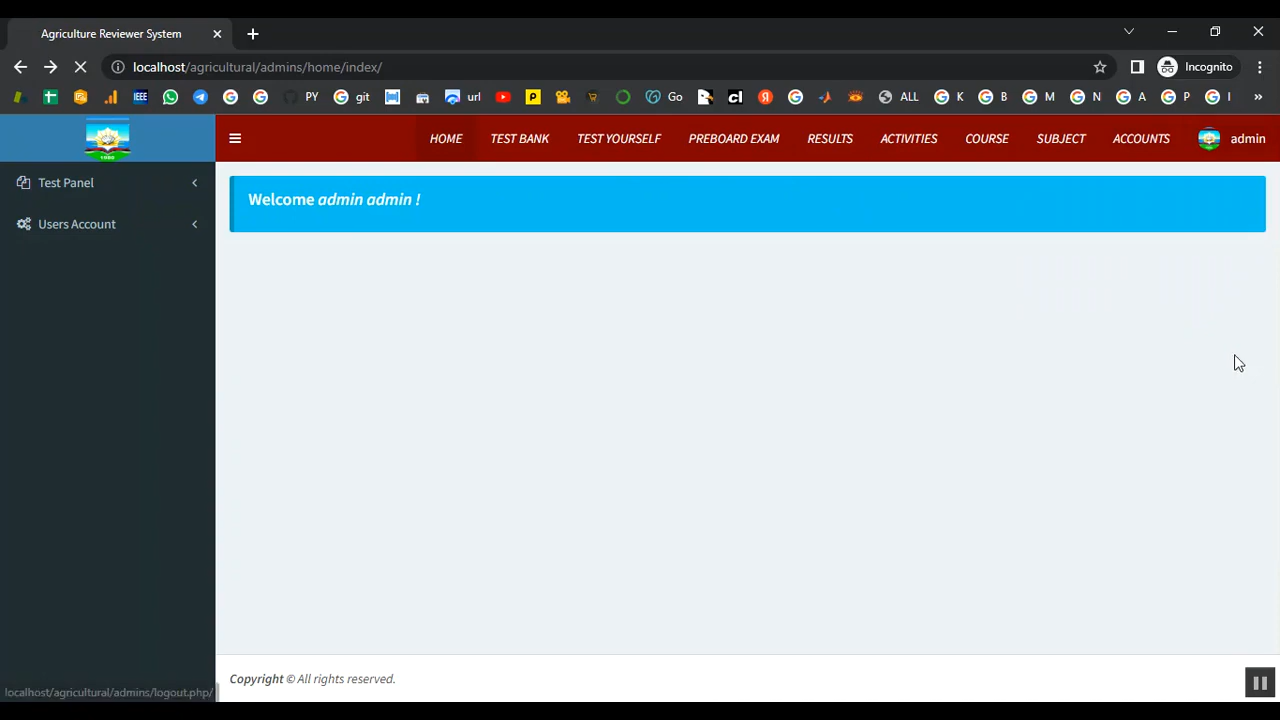 Agriculture Reviewer System
localhost/agricultural/admins/home/index/
Incognito
IEEE PY git url P Go cl Я ALL K B M N A P I »
1980
HOME TEST BANK TEST YOURSELF PREBOARD EXAM RESULTS ACTIVITIES COURSE SUBJECT ACCOUNTS admin
Test Panel
Users Account
Welcome admin admin !
Copyright © All rights reserved.
localhost/agricultural/admins/logout.php/